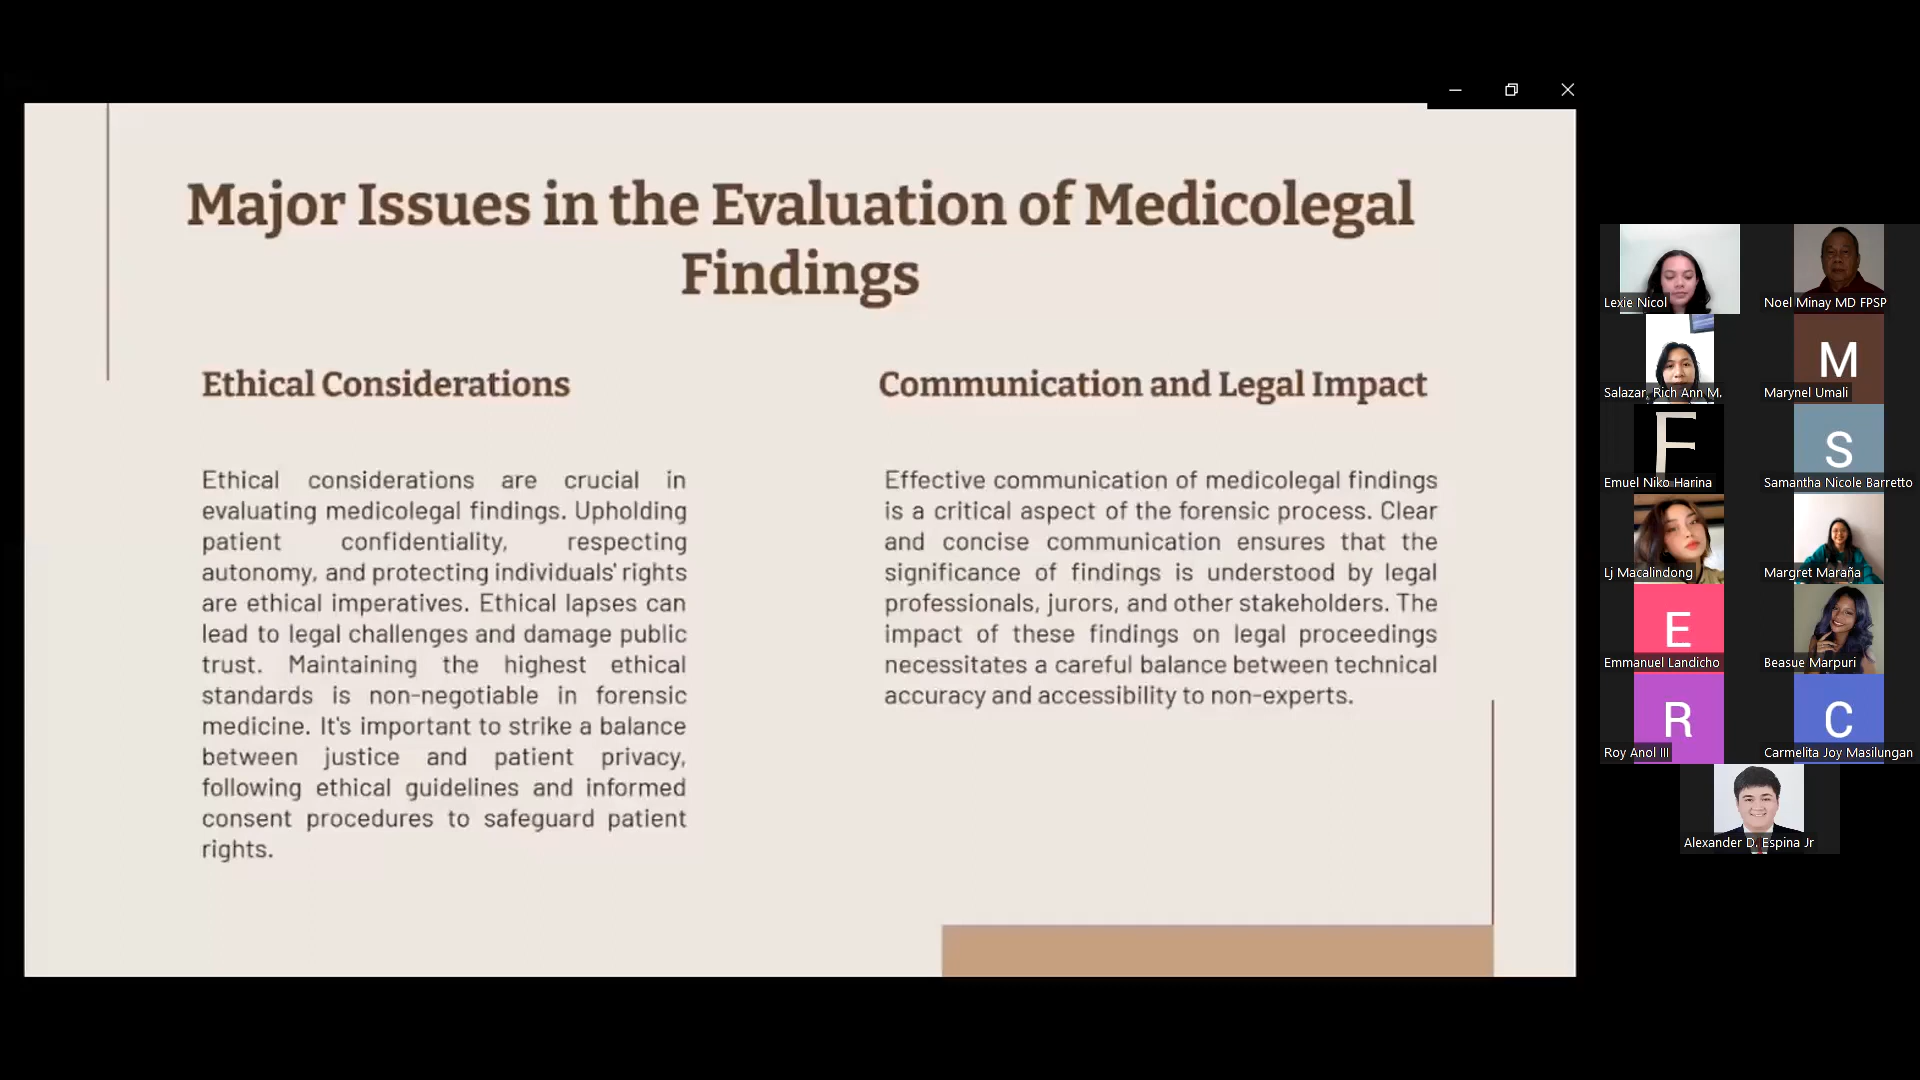 Major Issues in the Evaluation of Medicolegal
Findings
Ethical Considerations
Ethical considerations are crucial in
evaluating medicolegal findings. Upholding
patient confidentiality, respecting
autonomy, and protecting individuals' rights
are ethical imperatives. Ethical lapses can
lead to legal challenges and damage public
trust. Maintaining the highest ethical
standards is non-negotiable in forensic
medicine. It's important to strike a balance
between justice and patient privacy,
following ethical guidelines and informed
consent procedures to safeguard patient
rights.
Communication and Legal Impact
Effective communication of medicolegal findings
is a critical aspect of the forensic process. Clear
and concise communication ensures that the
significance of findings is understood by legal
professionals, jurors, and other stakeholders. The
impact of these findings on legal proceedings
necessitates a careful balance between technical
accuracy and accessibility to non-experts.
Lexie Nicol
Noel Minay MD FPSP
Salazar, Rich Ann M.
M
Marynel Umali
F
Emuel Niko Harina
S
Samantha Nicole Barretto
Lj Macalindong
Margret Maraña
E
Emmanuel Landicho
Beasue Marpuri
R
Roy Anol III
C
Carmelita Joy Masilungan
Alexander D. Espina Jr